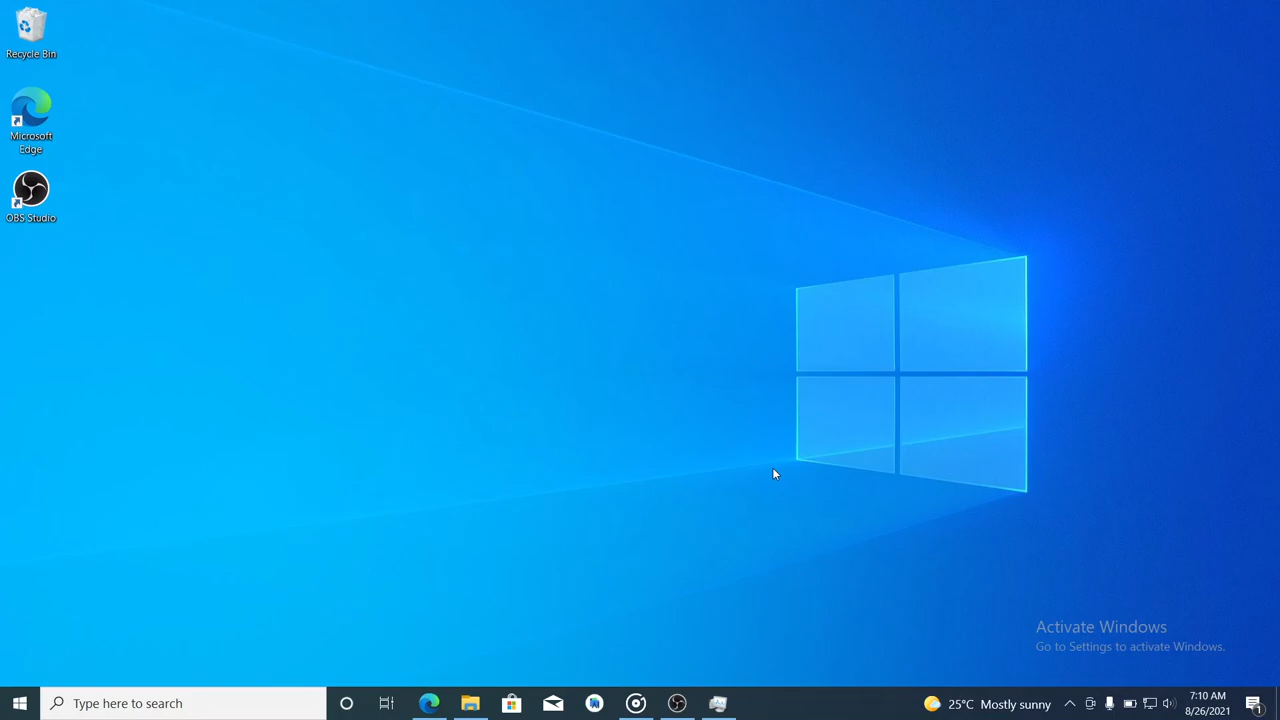 Recycle Bin
Microsoft
Edge
OBS Studio
Activate Windows
Go to Settings to activate Windows.
Type here to search
25°C Mostly sunny
7:10 AM
8/26/2021
1